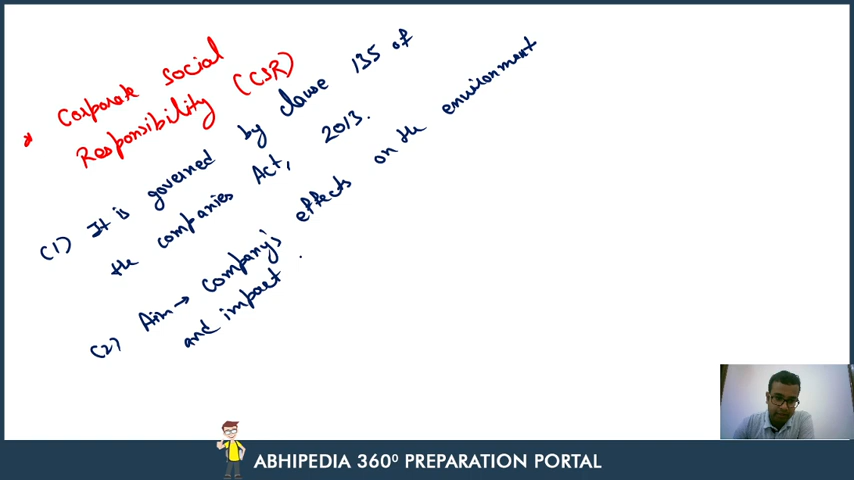 * Corporate Social
Responsibility (CSR)
(1) It is governed by clause 135 of
the companies Act, 2013.
(2) Aim → Company's effects on the environment
and impact
ABHIPEDIA 360⁰ PREPARATION PORTAL